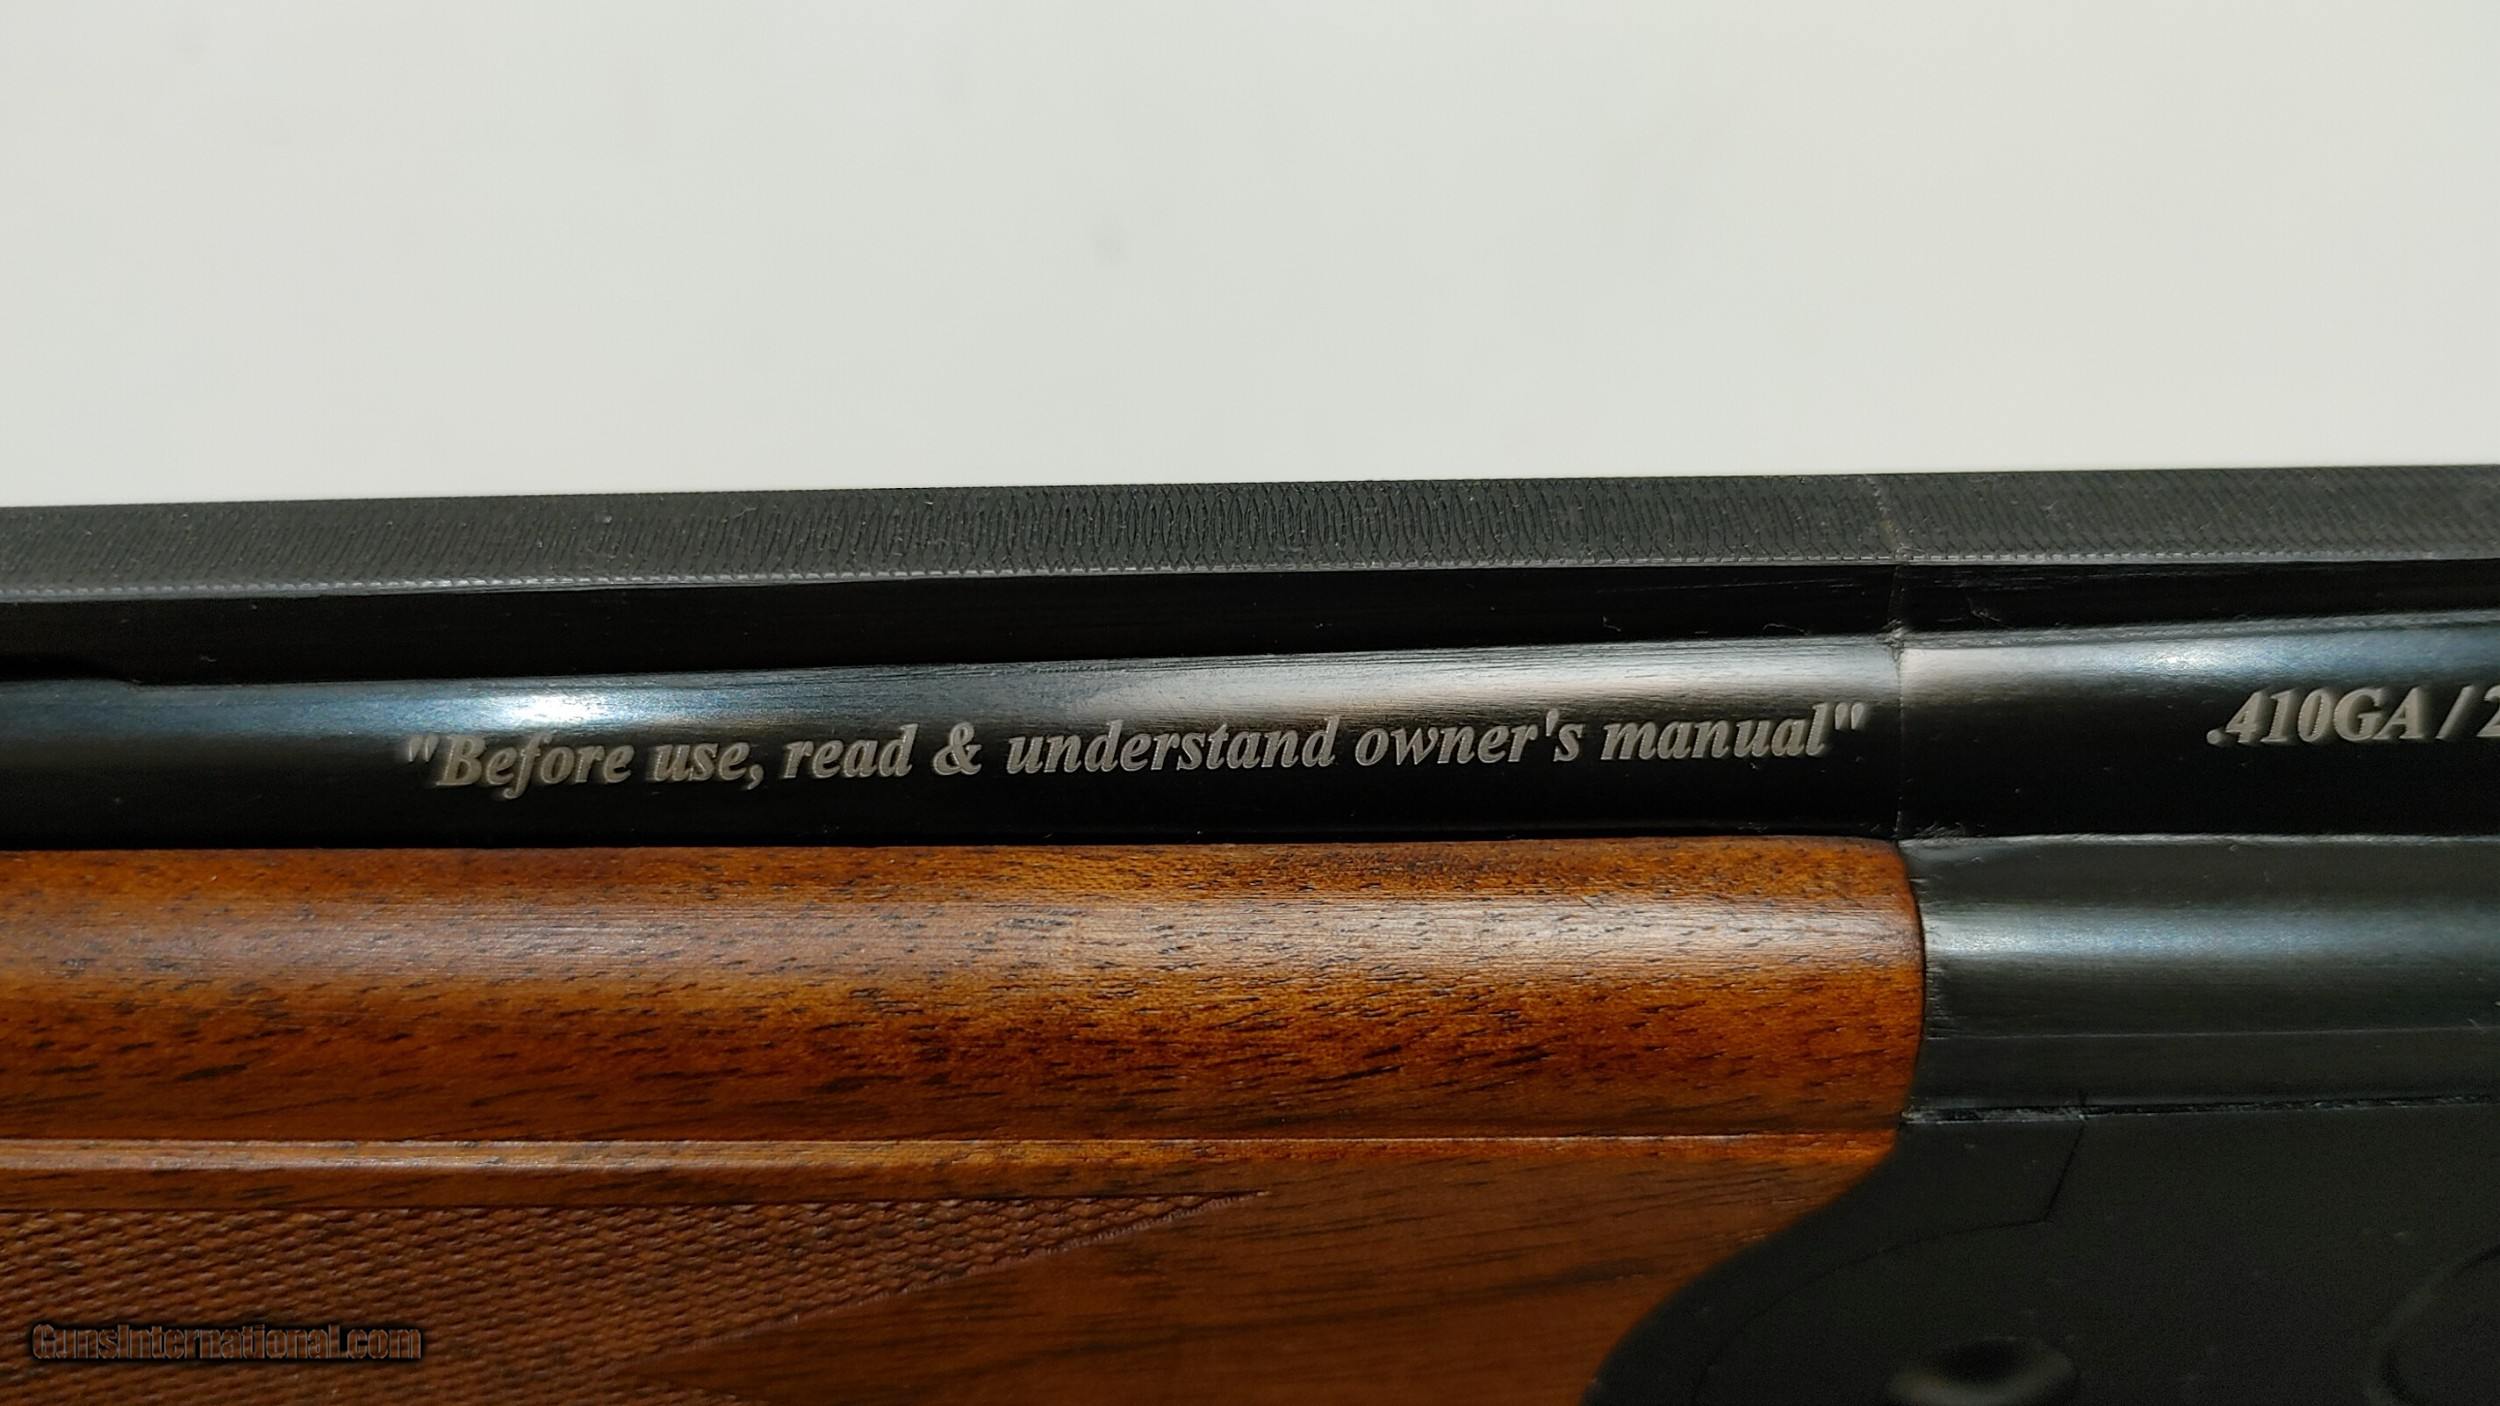 "Before use, read & understand owner's manual"
.410GA / 2
GunsInternational.com